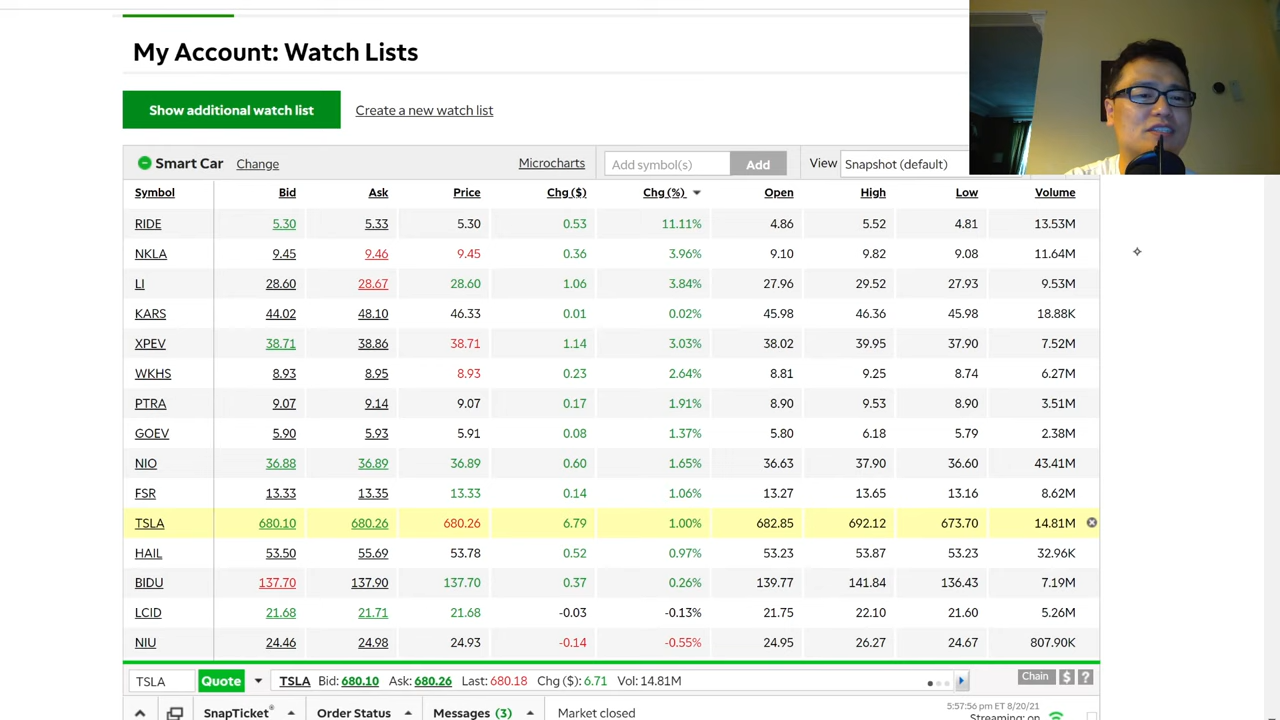 My Account: Watch Lists
Show additional watch list Create a new watch list
Smart Car Change Microcharts Add symbol(s) Add View Snapshot (default)
Symbol Bid Ask Price Chg ($) Chg (%) Open High Low Volume
RIDE 5.30 5.33 5.30 0.53 11.11% 4.86 5.52 4.81 13.53M
NKLA 9.45 9.46 9.45 0.36 3.96% 9.10 9.82 9.08 11.64M
LI 28.60 28.67 28.60 1.06 3.84% 27.96 29.52 27.93 9.53M
KARS 44.02 48.10 46.33 0.01 0.02% 45.98 46.36 45.98 18.88K
XPEV 38.71 38.86 38.71 1.14 3.03% 38.02 39.95 37.90 7.52M
WKHS 8.93 8.95 8.93 0.23 2.64% 8.81 9.25 8.74 6.27M
PTRA 9.07 9.14 9.07 0.17 1.91% 8.90 9.53 8.90 3.51M
GOEV 5.90 5.93 5.91 0.08 1.37% 5.80 6.18 5.79 2.38M
NIO 36.88 36.89 36.89 0.60 1.65% 36.63 37.90 36.60 43.41M
FSR 13.33 13.35 13.33 0.14 1.06% 13.27 13.65 13.16 8.62M
TSLA 680.10 680.26 680.26 6.79 1.00% 682.85 692.12 673.70 14.81M
HAIL 53.50 55.69 53.78 0.52 0.97% 53.23 53.87 53.23 32.96K
BIDU 137.70 137.90 137.70 0.37 0.26% 139.77 141.84 136.43 7.19M
LCID 21.68 21.71 21.68 -0.03 -0.13% 21.75 22.10 21.60 5.26M
NIU 24.46 24.98 24.93 -0.14 -0.55% 24.95 26.27 24.67 807.90K
TSLA Quote TSLA Bid: 680.10 Ask: 680.26 Last: 680.18 Chg ($): 6.71 Vol: 14.81M Chain $ ?
SnapTicket® Order Status Messages (3) Market closed 5:57:56 pm ET 8/20/21
Streaming: on